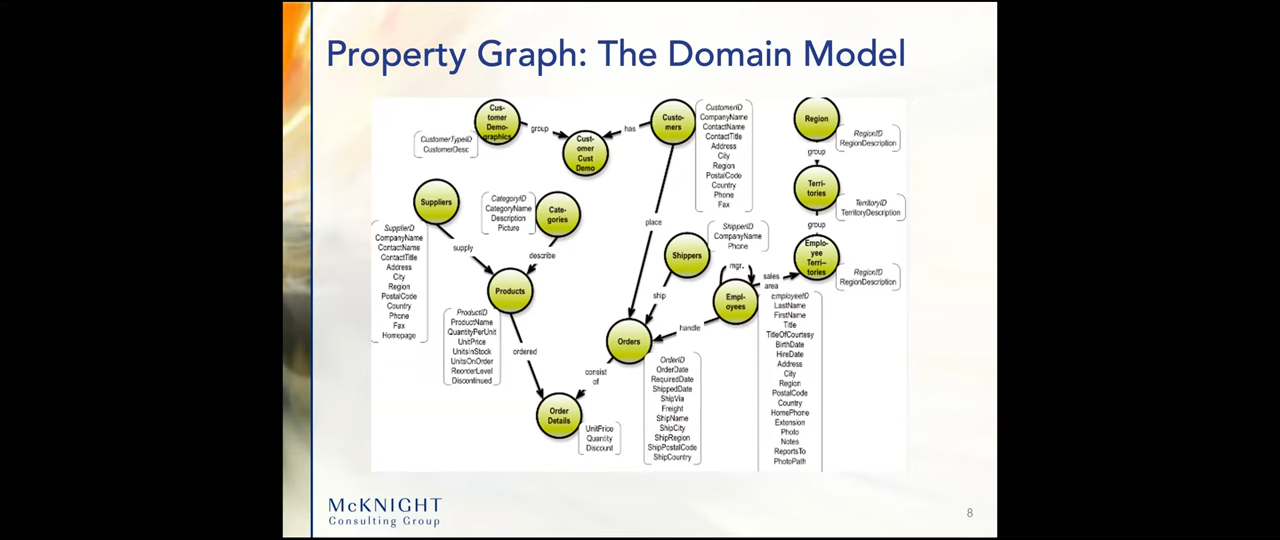 Property Graph: The Domain Model
Cus-
tomer
Demo-
graphics
CustomerTypeID
CustomerDesc
group
Cust-
omer
Cust
Demo
has
Custo-
mers
CustomerID
CompanyName
ContactName
ContactTitle
Address
City
Region
PostalCode
Country
Phone
Fax
Region
RegionID
RegionDescription
group
Terri-
tories
TerritoryID
TerritoryDescription
group
Emplo-
yee
Terri-
tories
RegionID
RegionDescription
Suppliers
SupplierID
CompanyName
ContactName
ContactTitle
Address
City
Region
PostalCode
Country
Phone
Fax
Homepage
supply
CategoryID
CategoryName
Description
Picture
Cate-
gories
describe
Products
ProductID
ProductName
QuantityPerUnit
UnitPrice
UnitsInStock
UnitsOnOrder
ReorderLevel
Discontinued
ordered
place
Shippers
ShipperID
CompanyName
Phone
ship
mgr.
Empl-
oyees
sales
area
EmployeeID
LastName
FirstName
Title
TitleOfCourtesy
BirthDate
HireDate
Address
City
Region
PostalCode
Country
HomePhone
Extension
Photo
Notes
ReportsTo
PhotoPath
handle
Orders
OrderID
OrderDate
RequiredDate
ShippedDate
ShipVia
Freight
ShipName
ShipCity
ShipRegion
ShipPostalCode
ShipCountry
consist
of
Order
Details
UnitPrice
Quantity
Discount
McKNIGHT
Consulting Group
8